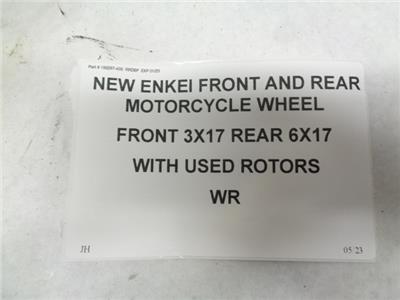 NEW ENKEI FRONT AND REAR
MOTORCYCLE WHEEL
FRONT 3X17 REAR 6X17
WITH USED ROTORS
WR
JH 05/23